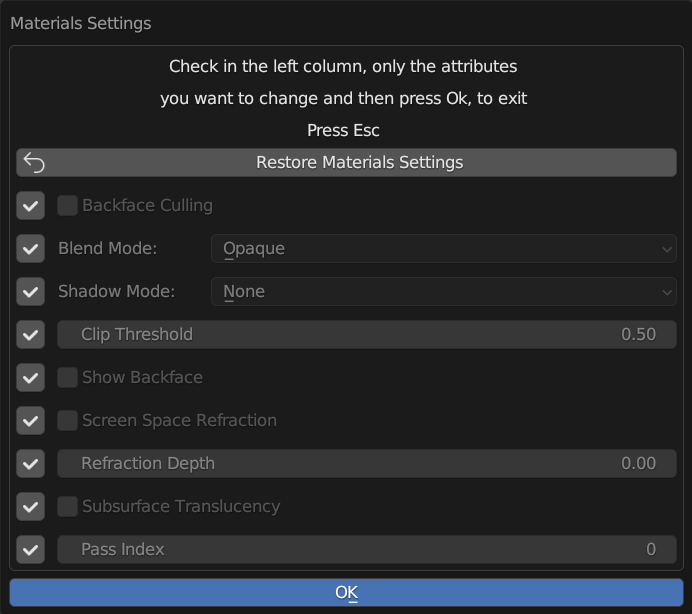 Materials Settings
Check in the left column, only the attributes
you want to change and then press Ok, to exit
Press Esc
Restore Materials Settings
Backface Culling
Blend Mode: Opaque
Shadow Mode: None
Clip Threshold 0.50
Show Backface
Screen Space Refraction
Refraction Depth 0.00
Subsurface Translucency
Pass Index 0
OK